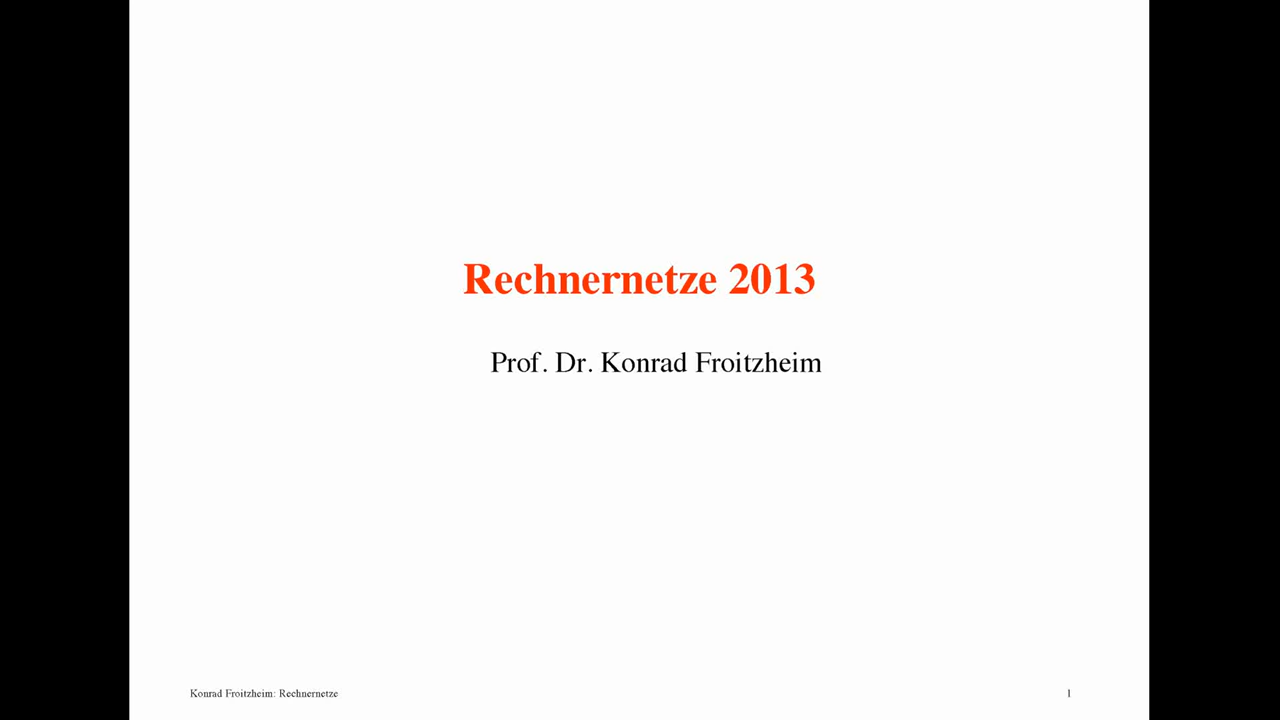 Rechnernetze 2013
Prof. Dr. Konrad Froitzheim
Konrad Froitzheim: Rechnernetze
1